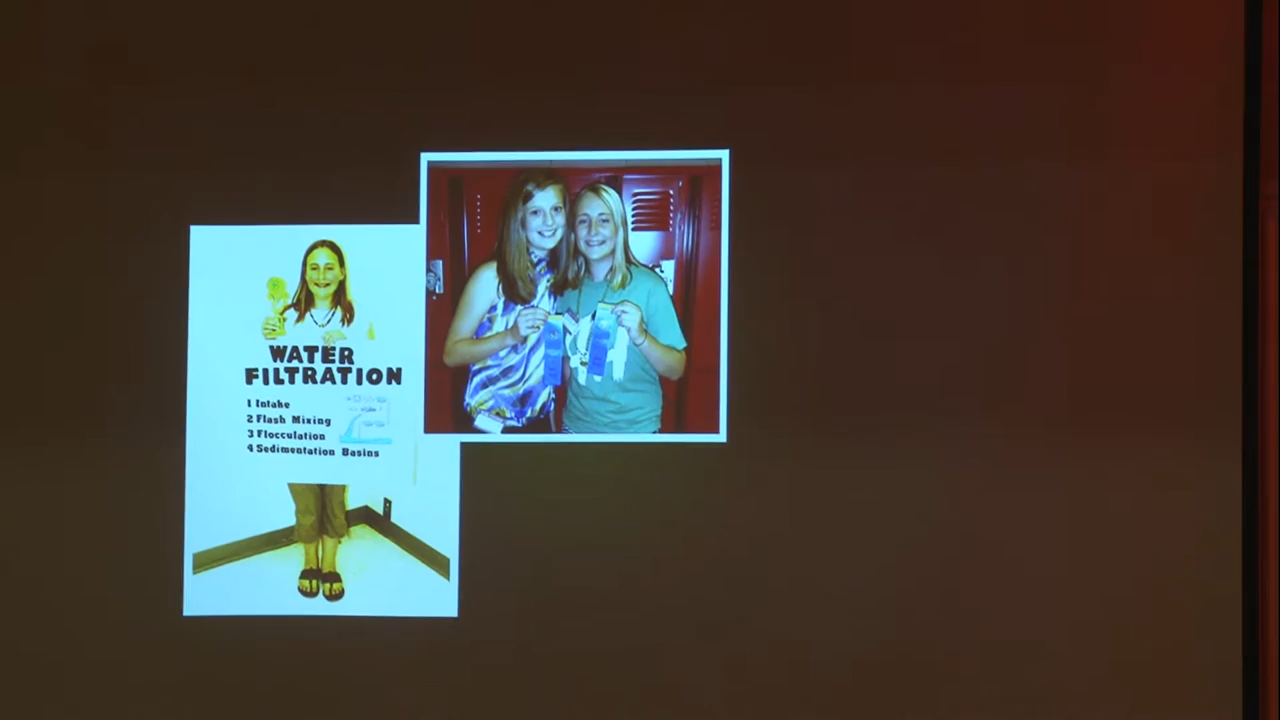 WATER
FILTRATION
1 Intake
2 Flash Mixing
3 Flocculation
4 Sedimentation Basins